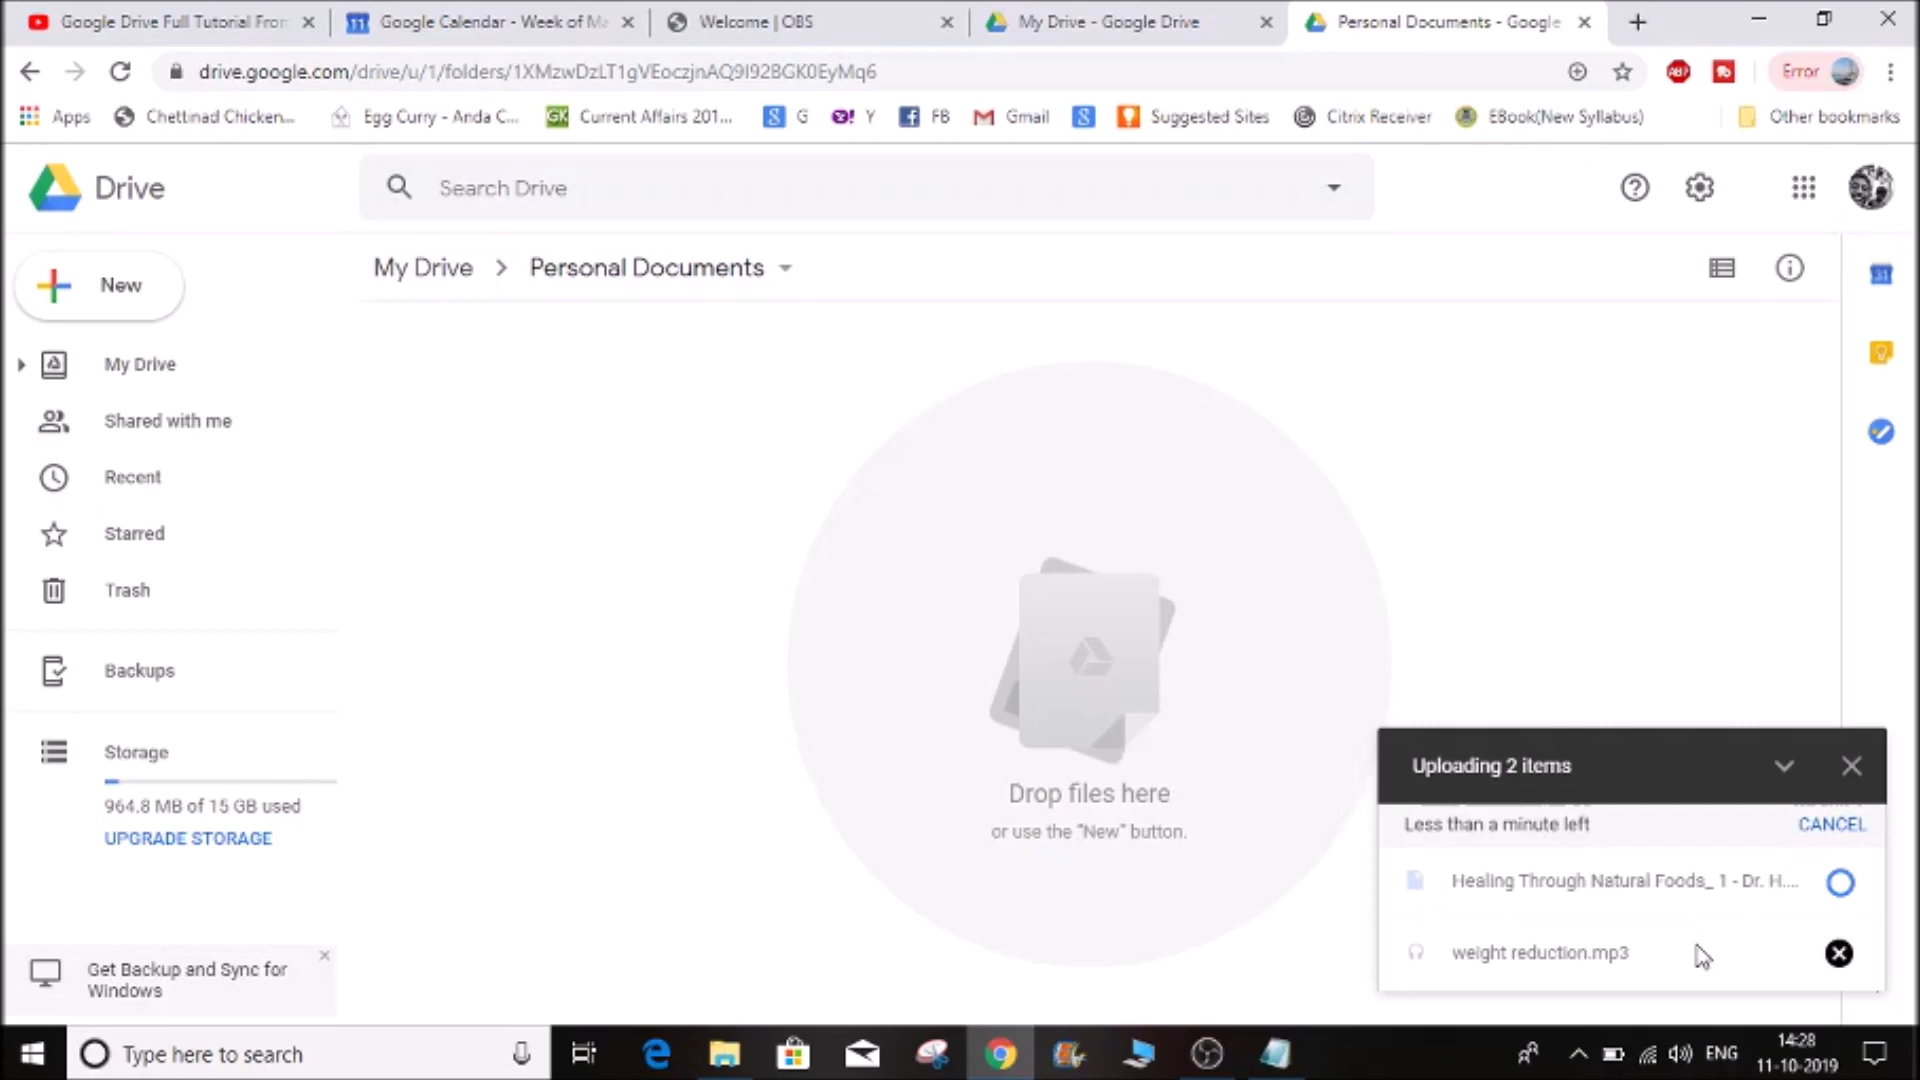 Google Drive Full Tutorial From
Google Calendar - Week of Ma
Welcome | OBS
My Drive - Google Drive
Personal Documents - Google
drive.google.com/drive/u/1/folders/1XMzwDzLT1gVEoczjnAQ9I92BGK0EyMq6
ABP
Error
Apps
Chettinad Chicken...
Egg Curry - Anda C...
GK
Current Affairs 201...
G
Y
FB
Gmail
Suggested Sites
Citrix Receiver
EBook(New Syllabus)
Other bookmarks
Drive
Search Drive
New
My Drive > Personal Documents
31
My Drive
Shared with me
Recent
Starred
Trash
Backups
Storage
964.8 MB of 15 GB used
UPGRADE STORAGE
Drop files here
or use the "New" button.
Uploading 2 items
Less than a minute left
CANCEL
Healing Through Natural Foods_ 1 - Dr. H....
weight reduction.mp3
Get Backup and Sync for
Windows
Type here to search
ENG
14:28
11-10-2019